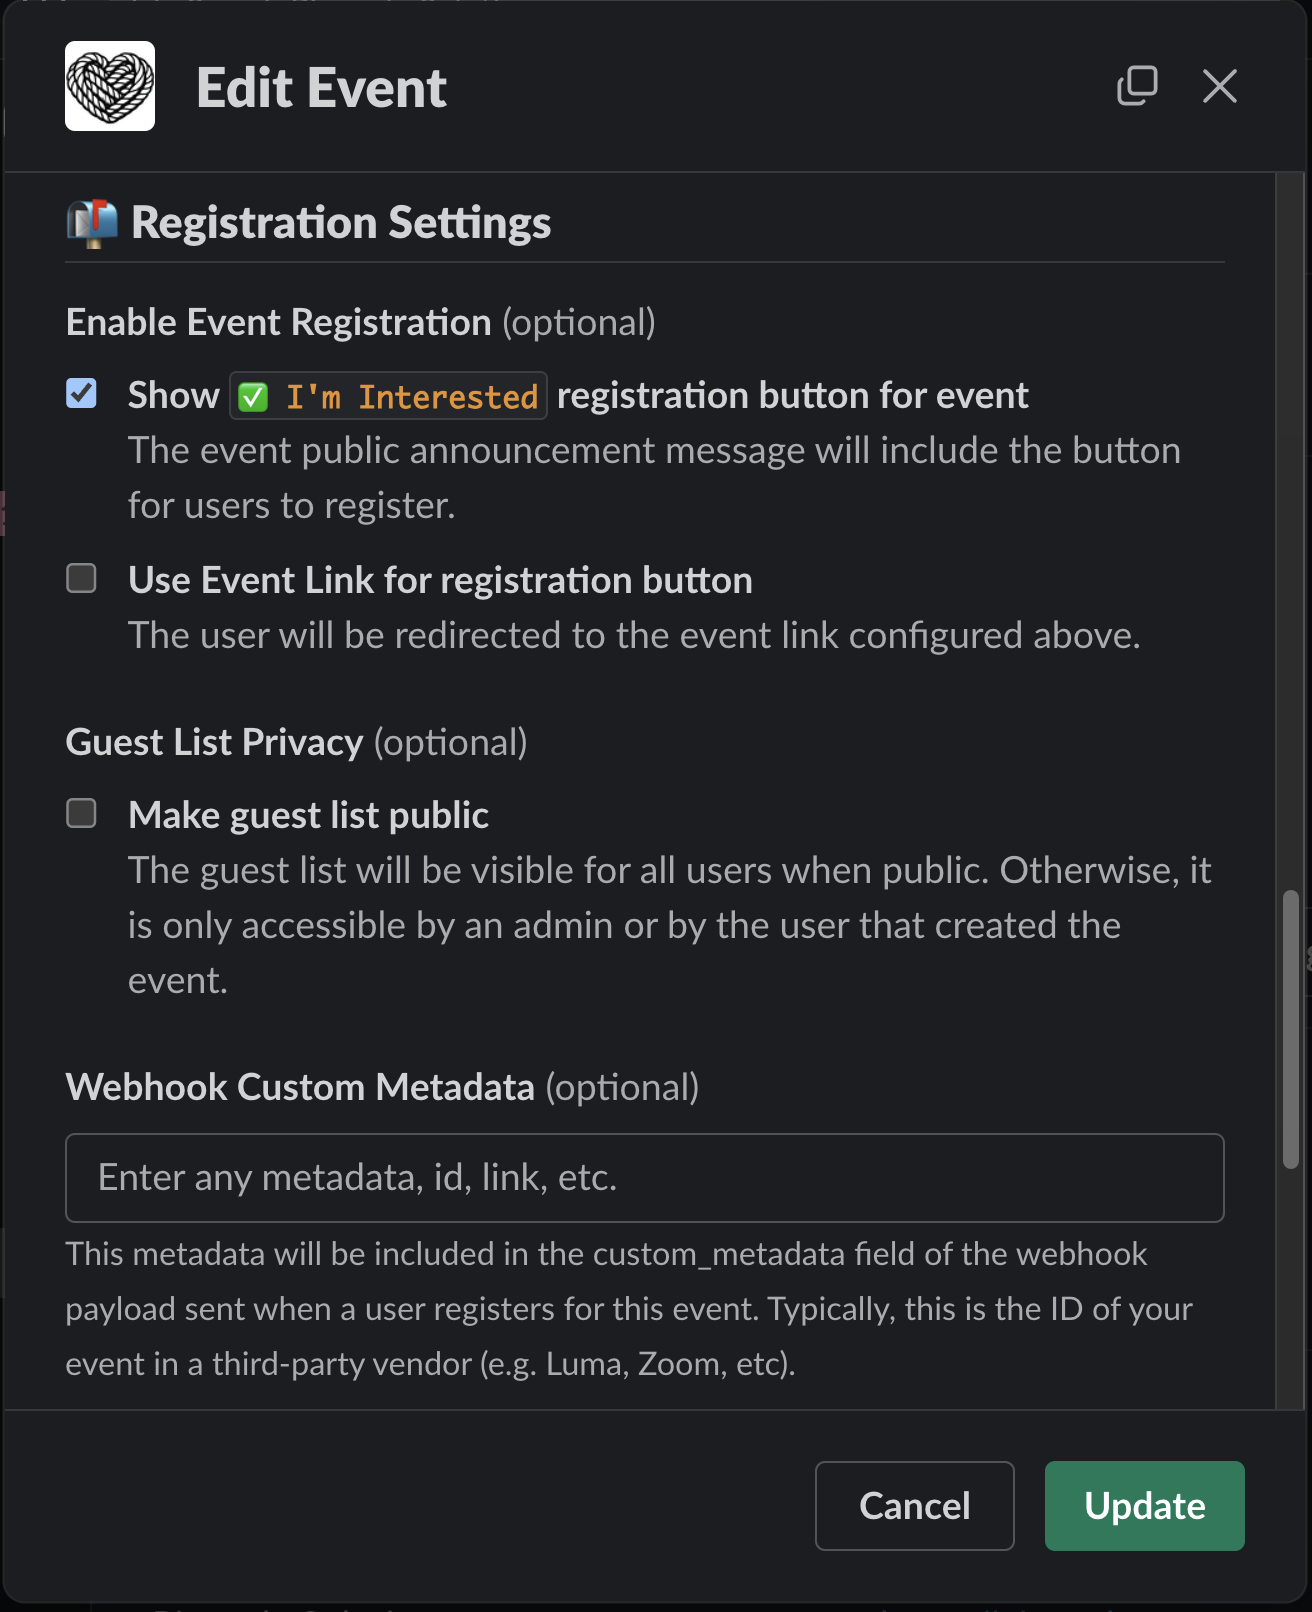 Edit Event
Registration Settings
Enable Event Registration (optional)
Show ✅ I'm Interested registration button for event
The event public announcement message will include the button
for users to register.
Use Event Link for registration button
The user will be redirected to the event link configured above.
Guest List Privacy (optional)
Make guest list public
The guest list will be visible for all users when public. Otherwise, it
is only accessible by an admin or by the user that created the
event.
Webhook Custom Metadata (optional)
Enter any metadata, id, link, etc.
This metadata will be included in the custom_metadata field of the webhook
payload sent when a user registers for this event. Typically, this is the ID of your
event in a third-party vendor (e.g. Luma, Zoom, etc).
Cancel
Update